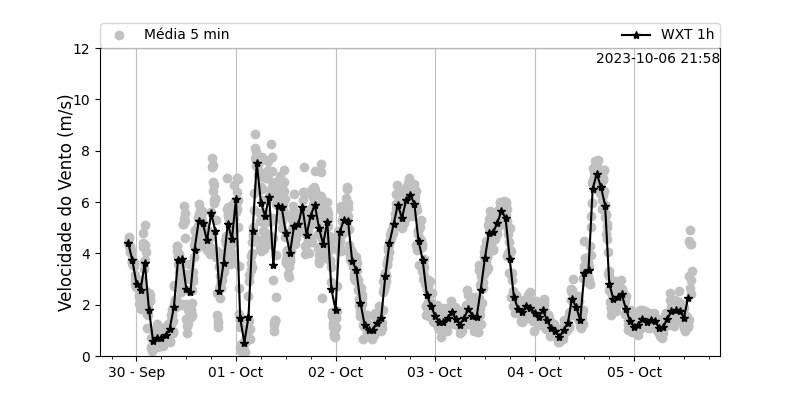 Média 5 min
WXT 1h
2023-10-06 21:58
Velocidade do Vento (m/s)
12
10
8
6
4
2
0
30 - Sep
01 - Oct
02 - Oct
03 - Oct
04 - Oct
05 - Oct